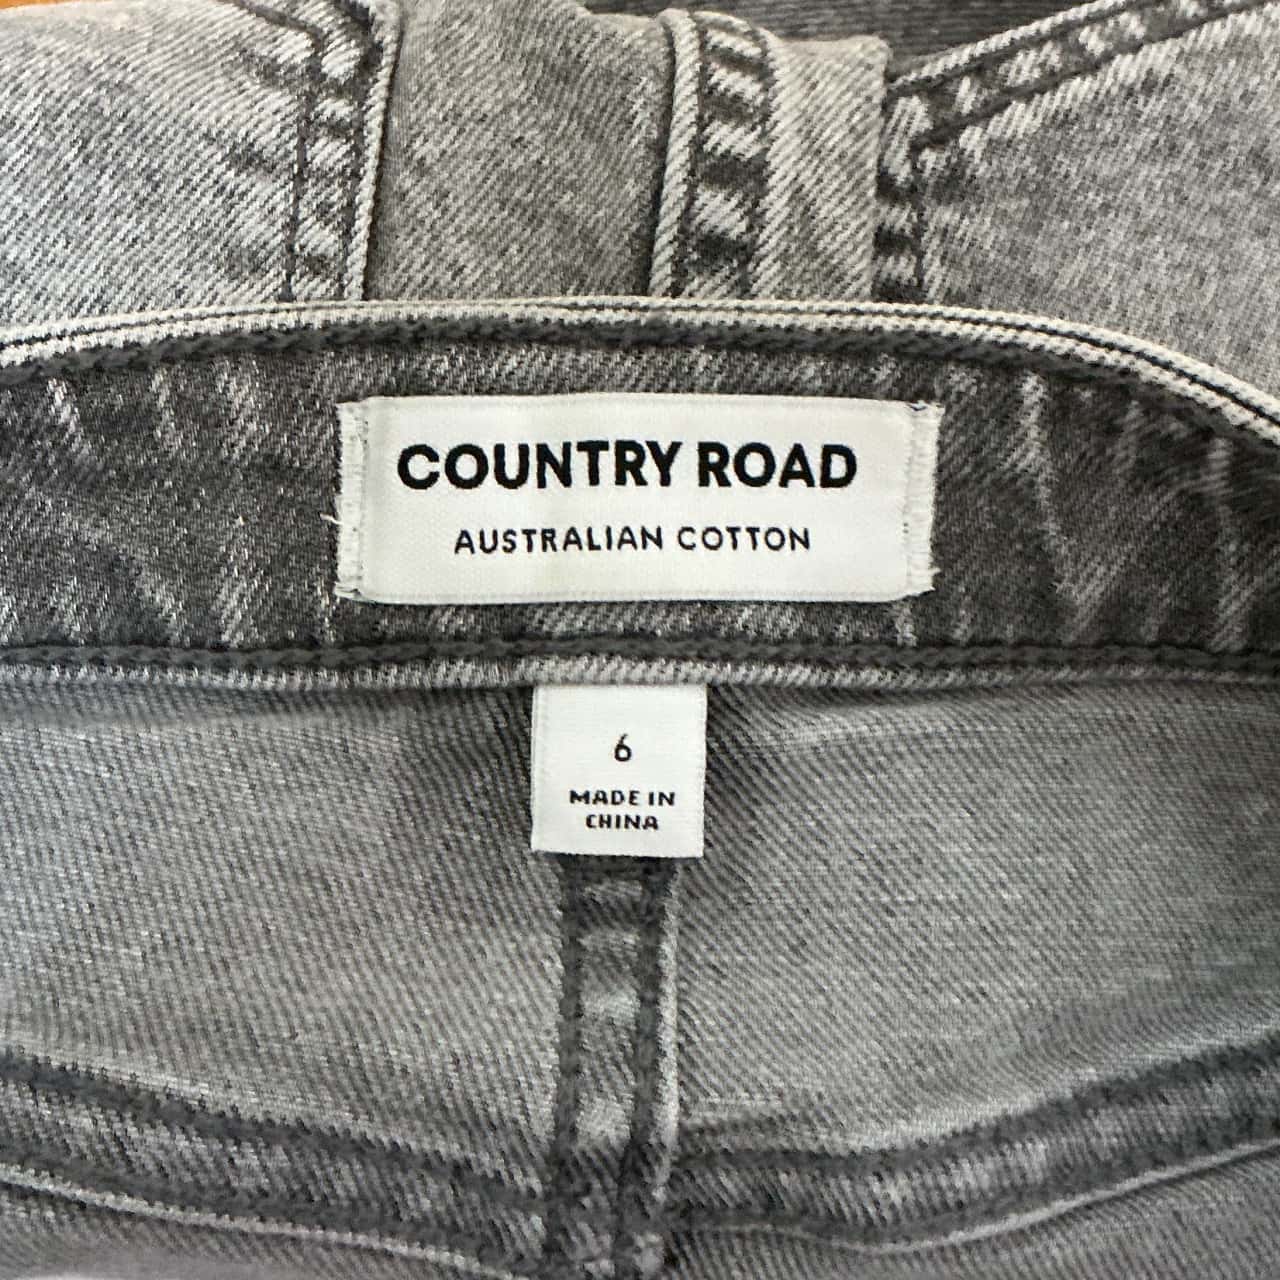 COUNTRY ROAD
AUSTRALIAN COTTON
6
MADE IN
CHINA